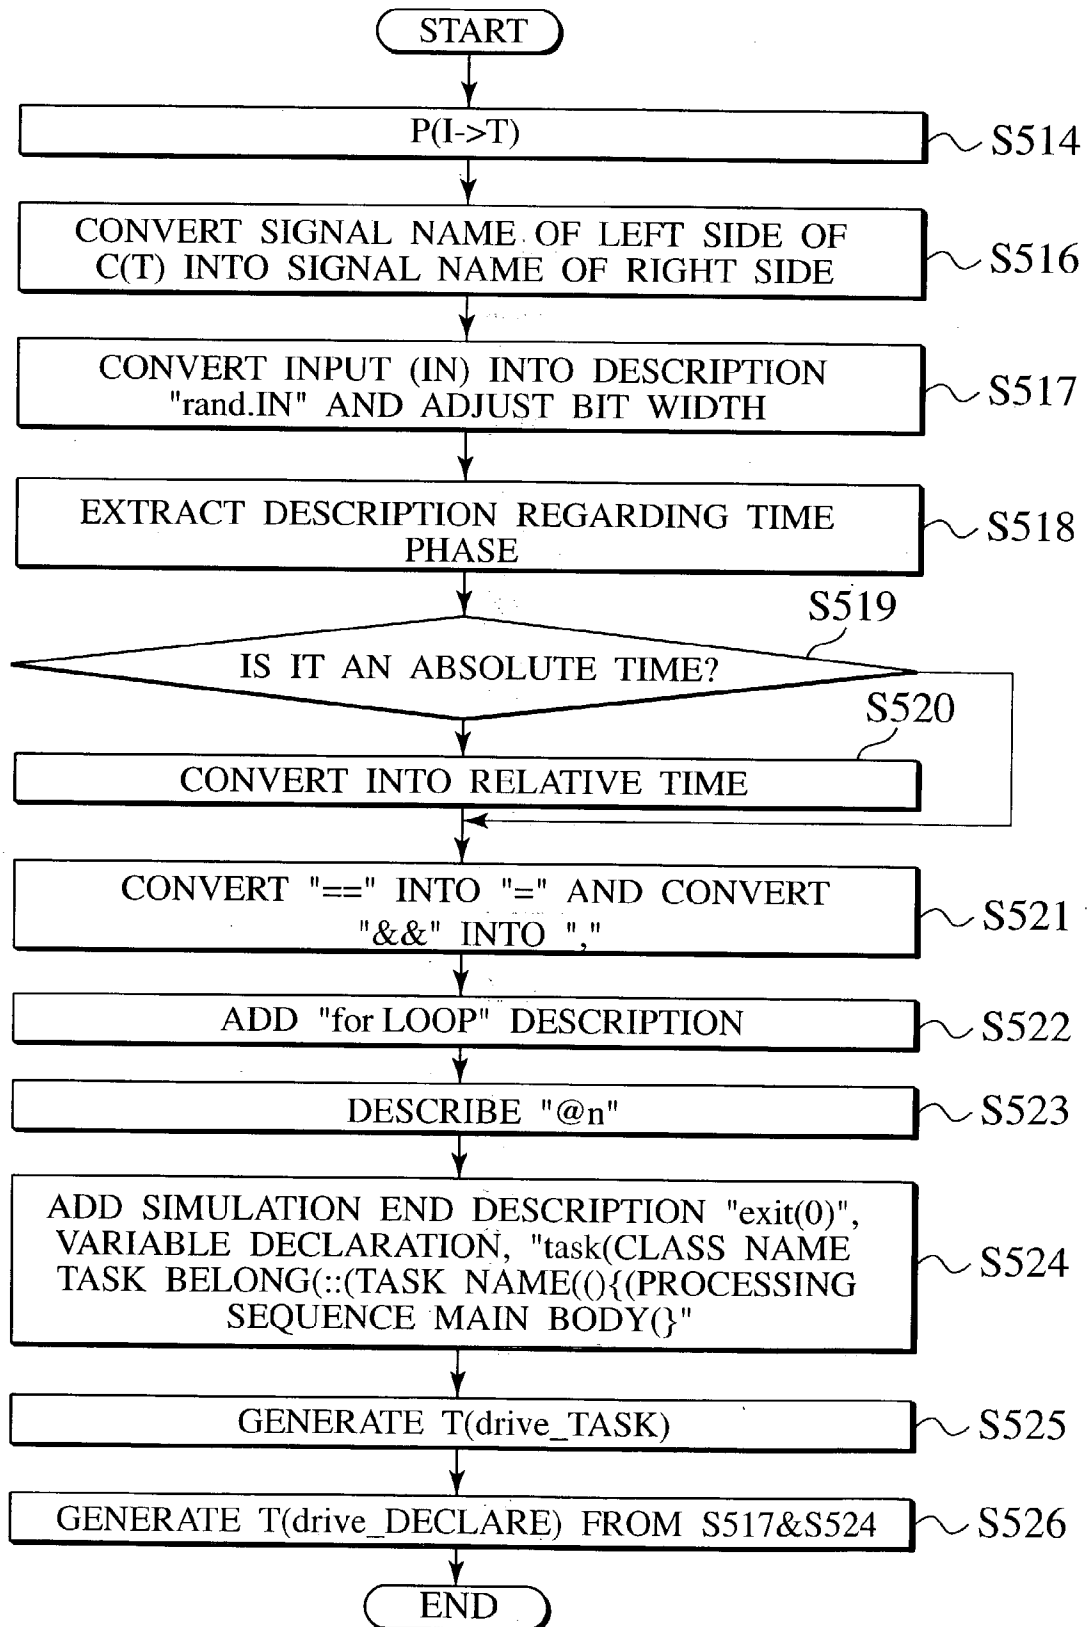 START
P(I->T)
S514
CONVERT SIGNAL NAME OF LEFT SIDE OF
C(T) INTO SIGNAL NAME OF RIGHT SIDE
S516
CONVERT INPUT (IN) INTO DESCRIPTION
"rand.IN" AND ADJUST BIT WIDTH
S517
EXTRACT DESCRIPTION REGARDING TIME
PHASE
S518
S519
IS IT AN ABSOLUTE TIME?
S520
CONVERT INTO RELATIVE TIME
CONVERT "==" INTO "=" AND CONVERT
"&&" INTO ","
S521
ADD "for LOOP" DESCRIPTION
S522
DESCRIBE "@n"
S523
ADD SIMULATION END DESCRIPTION "exit(0)",
VARIABLE DECLARATION, "task(CLASS NAME
TASK BELONG(::(TASK NAME((){(PROCESSING
SEQUENCE MAIN BODY(}"
S524
GENERATE T(drive_TASK)
S525
GENERATE T(drive_DECLARE) FROM S517&S524
S526
END